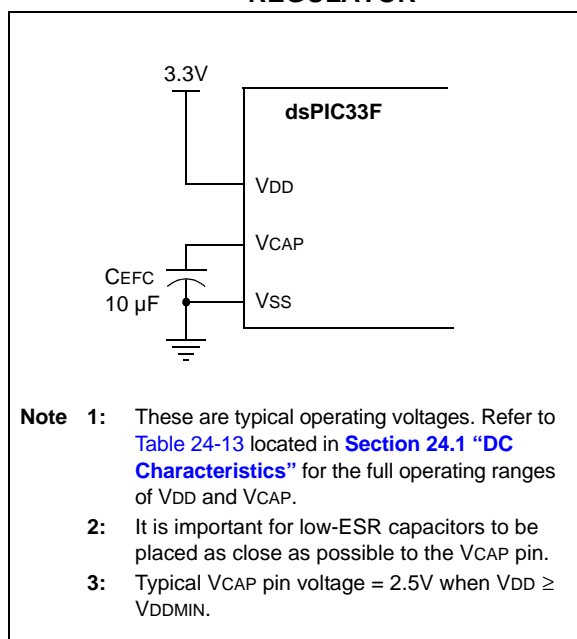 REGULATOR
3.3V
dsPIC33F
VDD
VCAP
CEFC
10 µF
VSS
Note 1: These are typical operating voltages. Refer to
Table 24-13 located in Section 24.1 “DC
Characteristics” for the full operating ranges
of VDD and VCAP.
2: It is important for low-ESR capacitors to be
placed as close as possible to the VCAP pin.
3: Typical VCAP pin voltage = 2.5V when VDD ≥
VDDMIN.